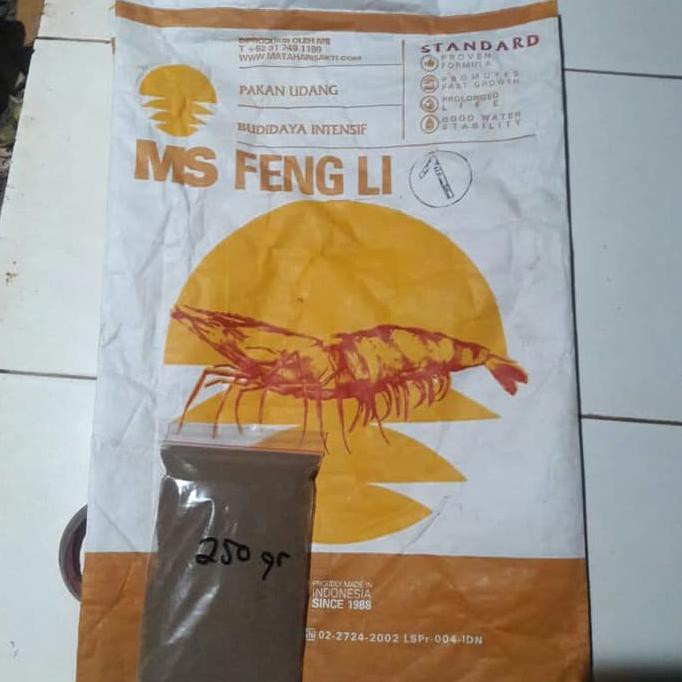 DIPRODUKSI OLEH MS
T +62 31 749 1199
WWW.MATAHARISAKTI.COM
PAKAN UDANG
BUDIDAYA INTENSIF
STANDARD
PROVEN
FORMULA
PROMOTES
FAST GROWTH
PROLONGED
LIFE
GOOD WATER
STABILITY
MS FENG LI
1
250 gr
PROUDLY MADE IN
INDONESIA
SINCE 1988
02-2724-2002 LSPr-004-IDN